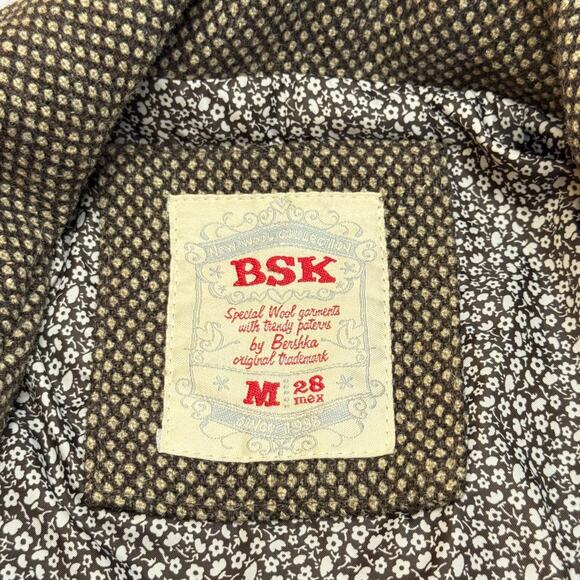 New wool collection
BSK
Special Wool garments
with trendy paterns
by Bershka
original trademark
M 28
mex
SINCE 1998